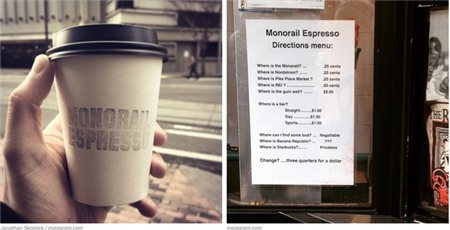 MONORAIL
ESPRESSO
Jonathan Skolnick / instagram.com
Monorail Espresso
Directions menu:
Where is the Monorail? ... .25 cents
Where is Nordstrom? ...... .25 cents
Where is Pike Place Market ? .25 cents
Where is REI ? ...... .50 cents
Where is the gum wall? ...... $2.00
Where is a bar?
Straight.........$1.50
Gay .........$1.00
Sports.........$1.50
Where can I find some bud? ... Negotiable
Where is Banana Republic? ... ???
Where is Starbucks?......... Priceless
Change? .... three quarters for a dollar
instagram.com